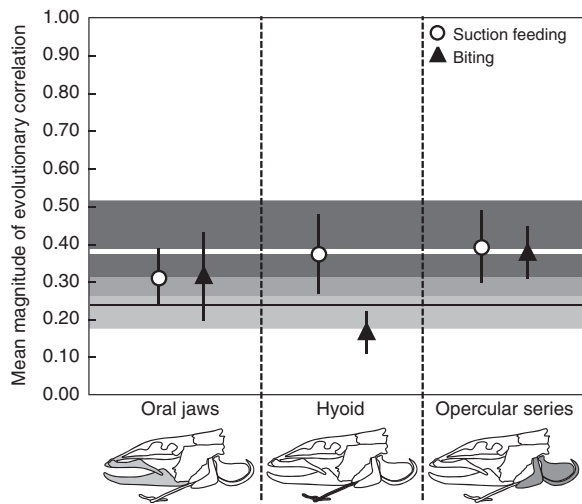 Mean magnitude of evolutionary correlation
1.00
0.90
0.80
0.70
0.60
0.50
0.40
0.30
0.20
0.10
0.00
Suction feeding
Biting
Oral jaws
Hyoid
Opercular series